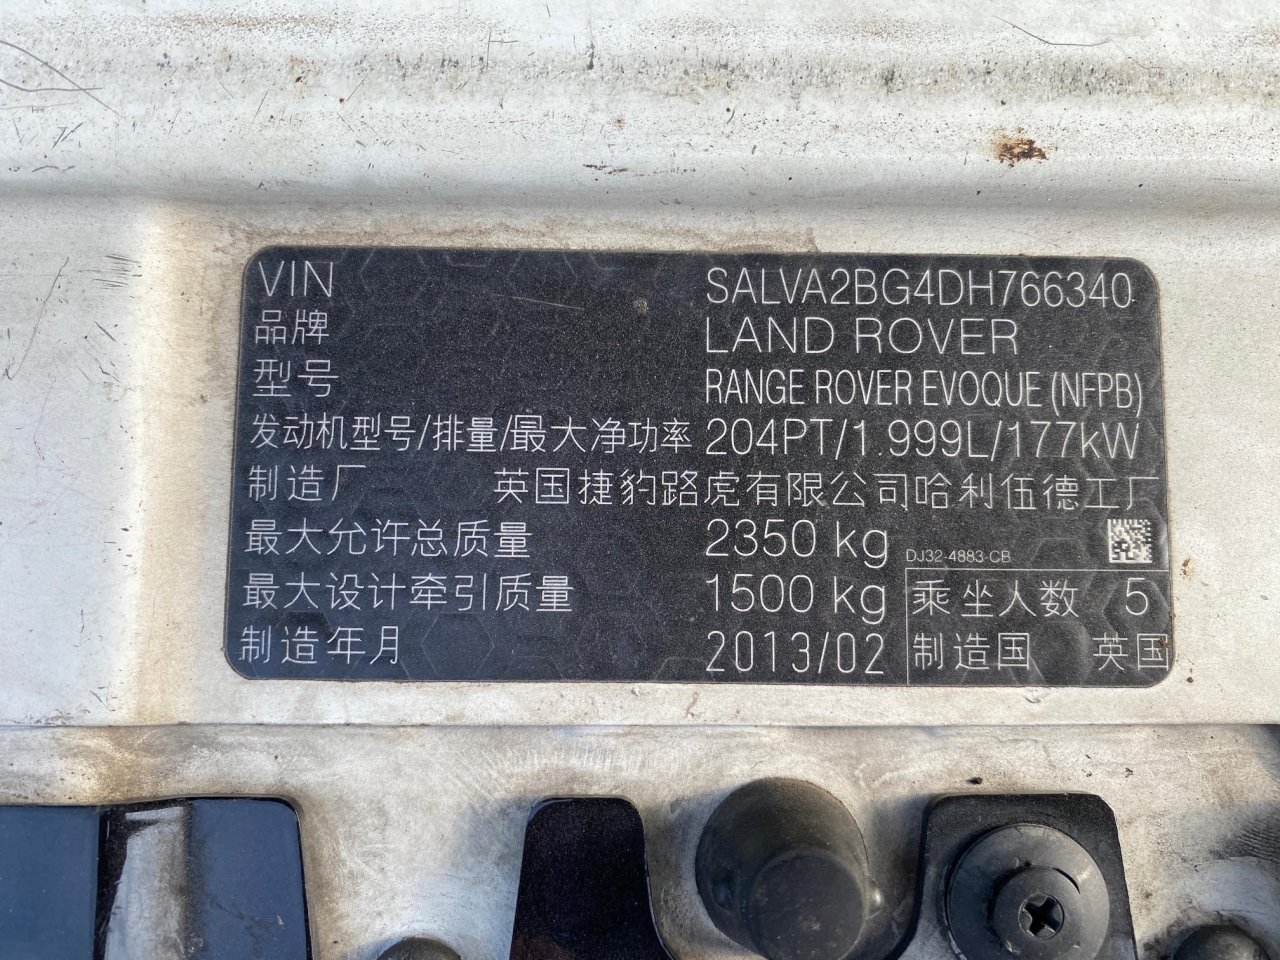 VIN SALVA2BG4DH766340
品牌 LAND ROVER
型号 RANGE ROVER EVOQUE (NFPB)
发动机型号/排量/最大净功率 204PT/1.999L/177kW
制造厂 英国捷豹路虎有限公司哈利伍德工厂
最大允许总质量 2350 kg DJ32-4883-CB
最大设计牵引质量 1500 kg 乘坐人数 5
制造年月 2013/02 制造国 英国